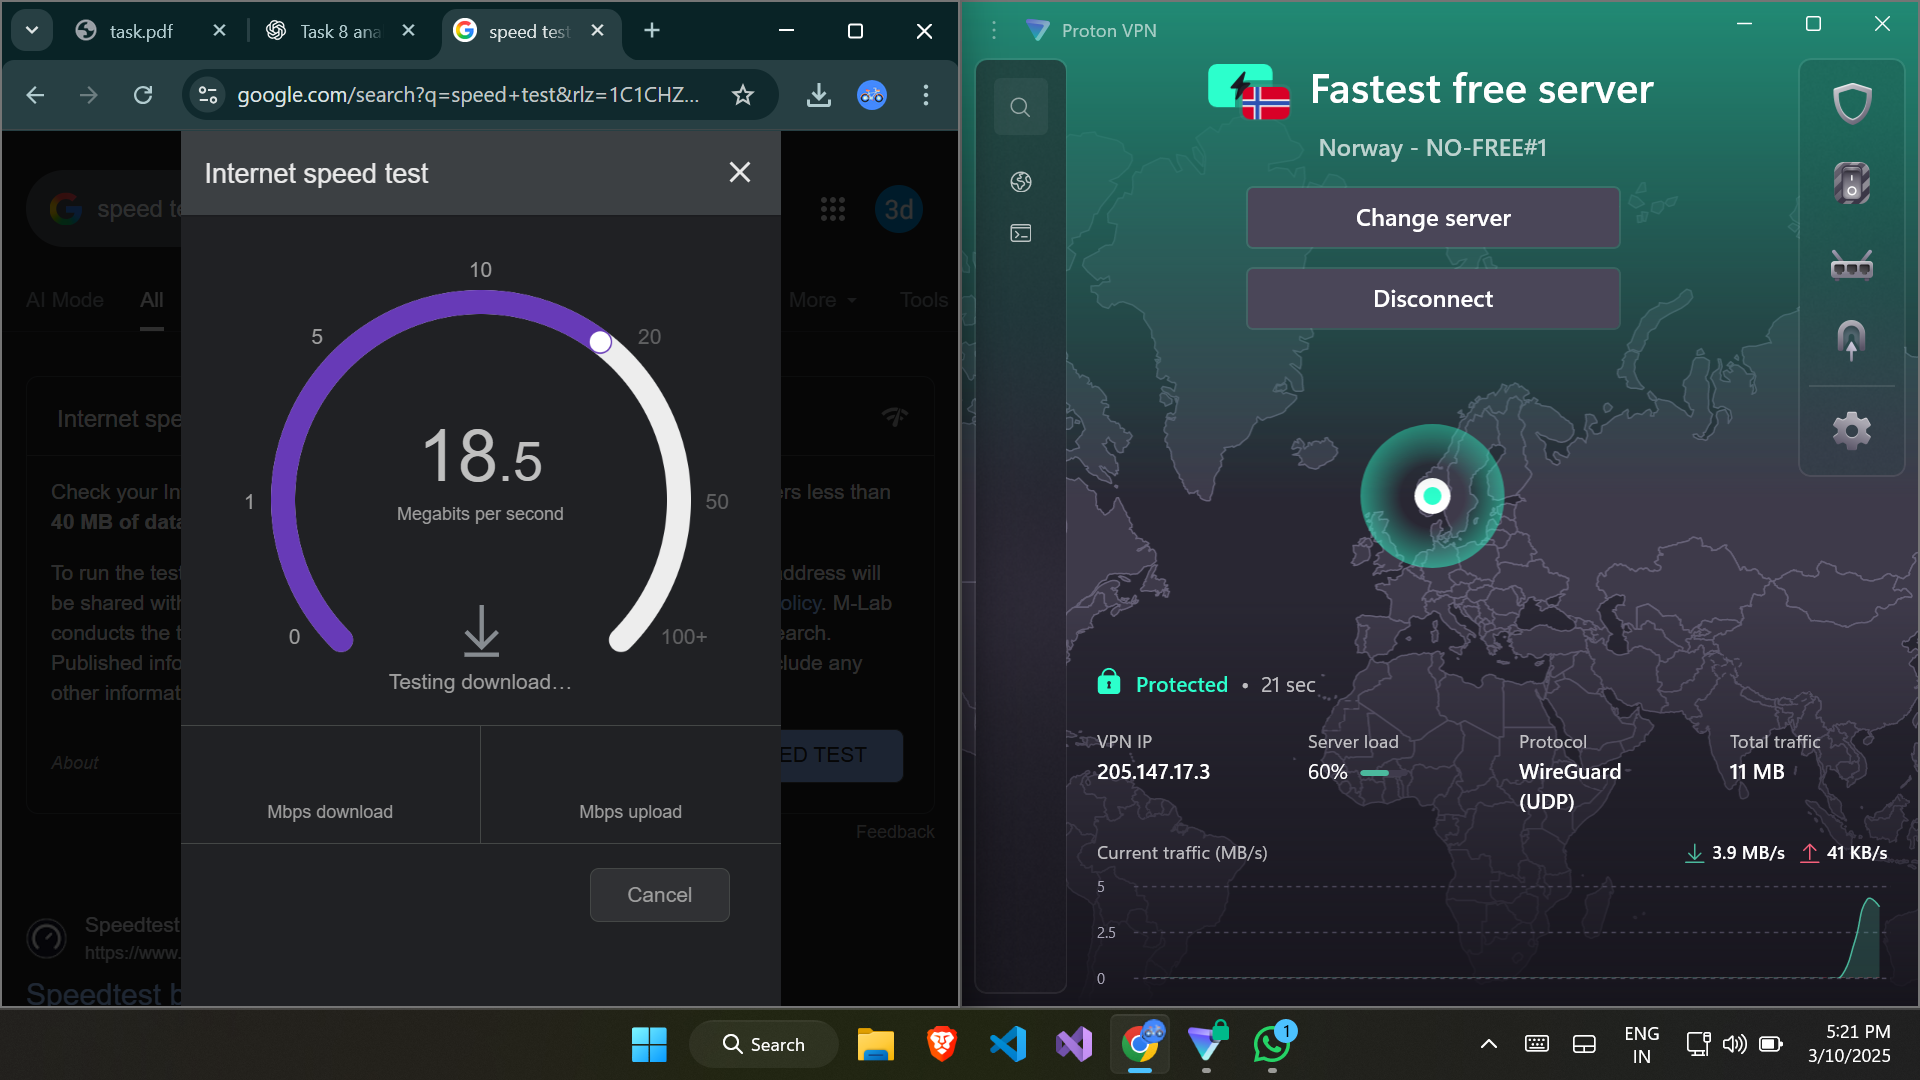 task.pdf
Task 8 ana
speed test
google.com/search?q=speed+test&rlz=1C1CHZ...
speed te
3d
AI Mode
All
More
Tools
Internet speed test
10
5
20
18.5
Megabits per second
1
50
0
100+
Testing download...
Mbps download
Mbps upload
Cancel
Internet spe
Check your In
rs less than
40 MB of data
To run the test
ddress will
be shared with
olicy. M-Lab
conducts the t
earch.
Published info
lude any
other informat
About
ED TEST
Feedback
Speedtest
https://www.
Speedtest b
Proton VPN
Fastest free server
Norway - NO-FREE#1
Change server
Disconnect
Protected • 21 sec
VPN IP
205.147.17.3
Server load
60%
Protocol
WireGuard
(UDP)
Total traffic
11 MB
Current traffic (MB/s)
3.9 MB/s
41 KB/s
5
2.5
0
Search
1
ENG
IN
5:21 PM
3/10/2025